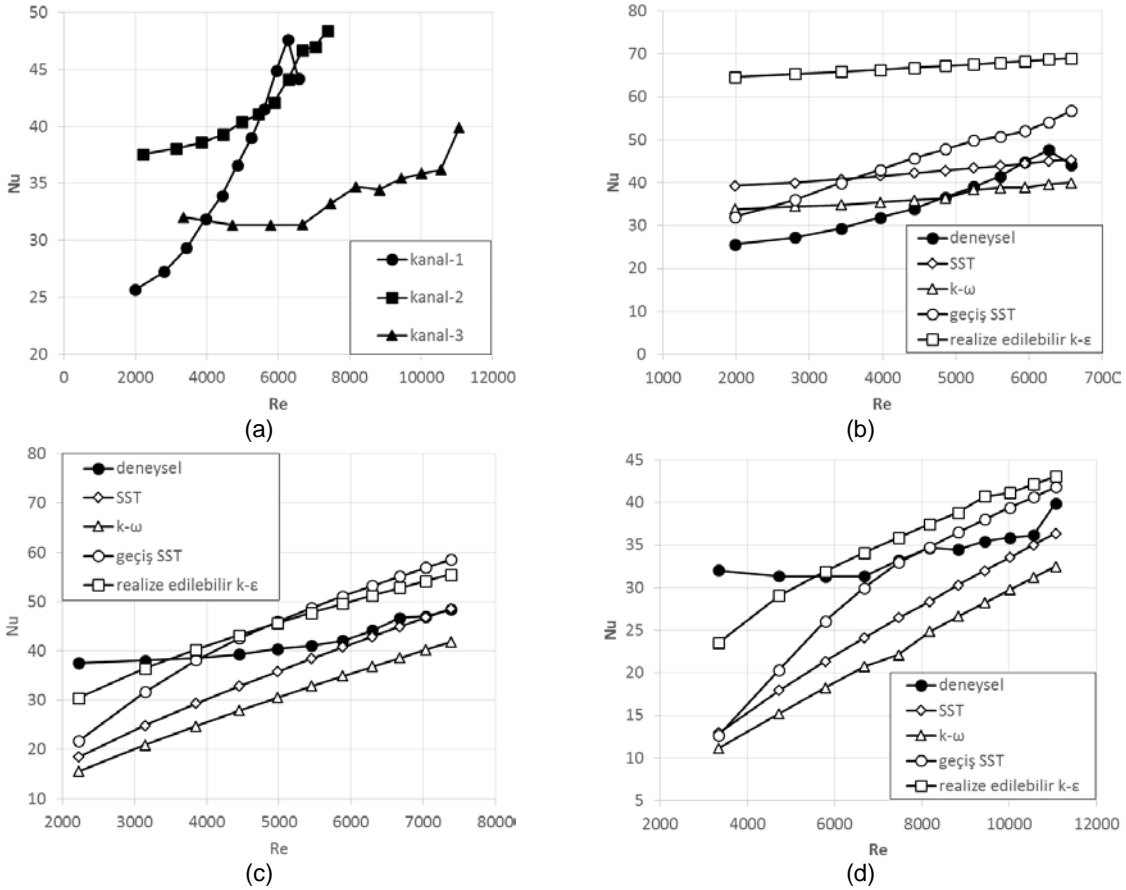 50
45
40
35
30
25
20
Nu
0
2000
4000
6000
8000
10000
12000
Re
kanal-1
kanal-2
kanal-3
(a)
80
70
60
50
40
30
20
10
0
Nu
1000
2000
3000
4000
5000
6000
7000
Re
deneysel
SST
k-ω
geçiş SST
realize edilebilir k-ε
(b)
80
70
60
50
40
30
20
10
Nu
2000
3000
4000
5000
6000
7000
8000
Re
deneysel
SST
k-ω
geçiş SST
realize edilebilir k-ε
(c)
45
40
35
30
25
20
15
10
5
Nu
2000
4000
6000
8000
10000
12000
Re
deneysel
SST
k-ω
geçiş SST
realize edilebilir k-ε
(d)